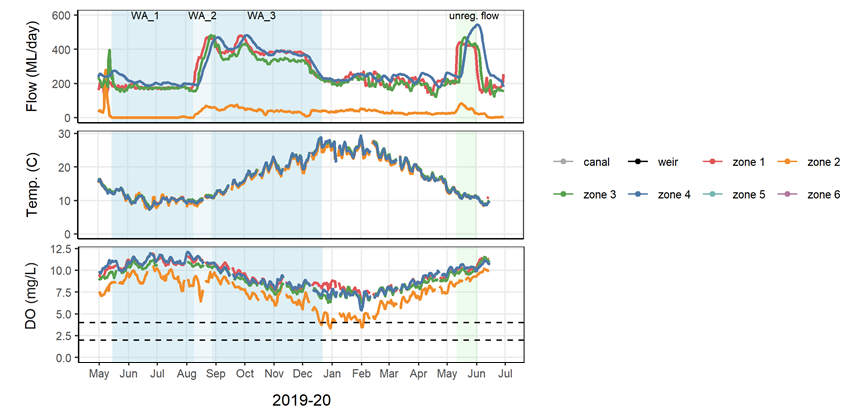 WA_1 WA_2 WA_3 unreg. flow
600
400
200
0
Flow (ML/day)
30
20
10
0
Temp. (C)
12.5
10.0
7.5
5.0
2.5
0.0
DO (mg/L)
May Jun Jul Aug Sep Oct Nov Dec Jan Feb Mar Apr May Jun Jul
2019-20
canal weir zone 1 zone 2
zone 3 zone 4 zone 5 zone 6